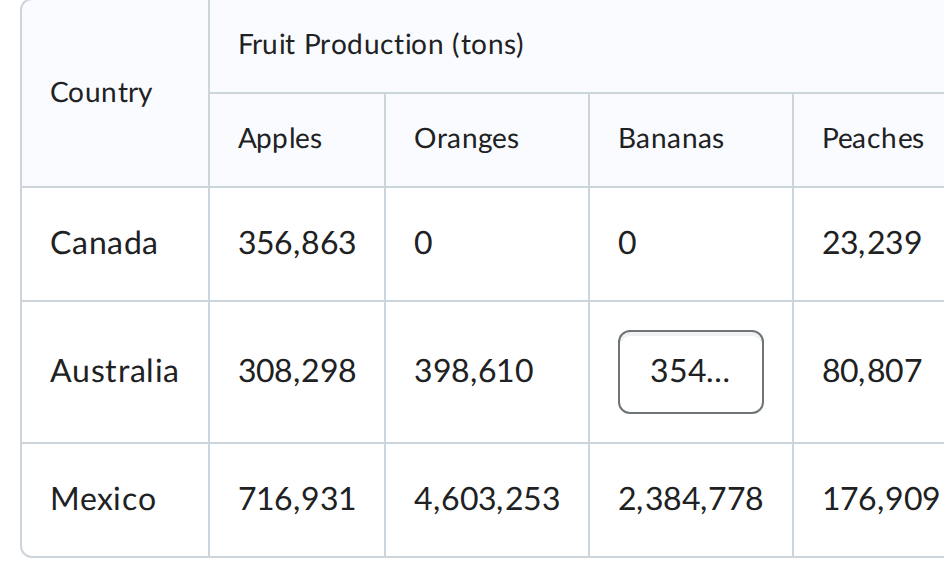 Country Fruit Production (tons)
Apples Oranges Bananas Peaches
Canada 356,863 0 0 23,239
Australia 308,298 398,610 354... 80,807
Mexico 716,931 4,603,253 2,384,778 176,909